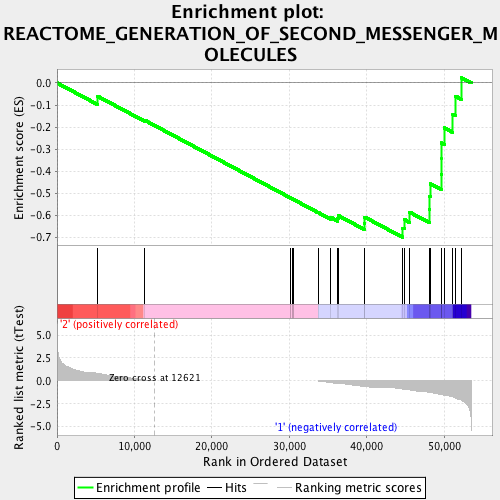 Enrichment plot:
REACTOME_GENERATION_OF_SECOND_MESSENGER_M
OLECULES
Enrichment score (ES)
0.0
-0.1
-0.2
-0.3
-0.4
-0.5
-0.6
-0.7
Ranked list metric (tTest)
'2' (positively correlated)
5.0
2.5
0.0
-2.5
-5.0
Zero cross at 12621
'1' (negatively correlated)
0 10,000 20,000 30,000 40,000 50,000
Rank in Ordered Dataset
Enrichment profile Hits Ranking metric scores